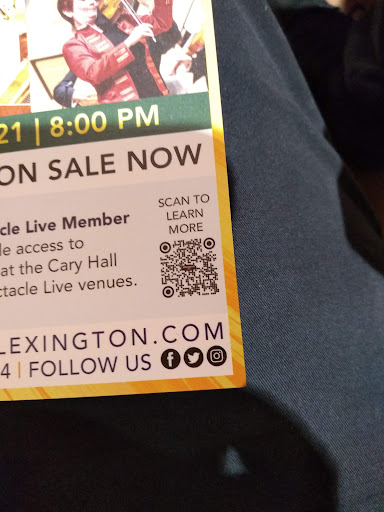 21 | 8:00 PM
ON SALE NOW
SCAN TO
LEARN
MORE
cle Live Member
le access to
at the Cary Hall
ctacle Live venues.
LEXINGTON.COM
4 | FOLLOW US